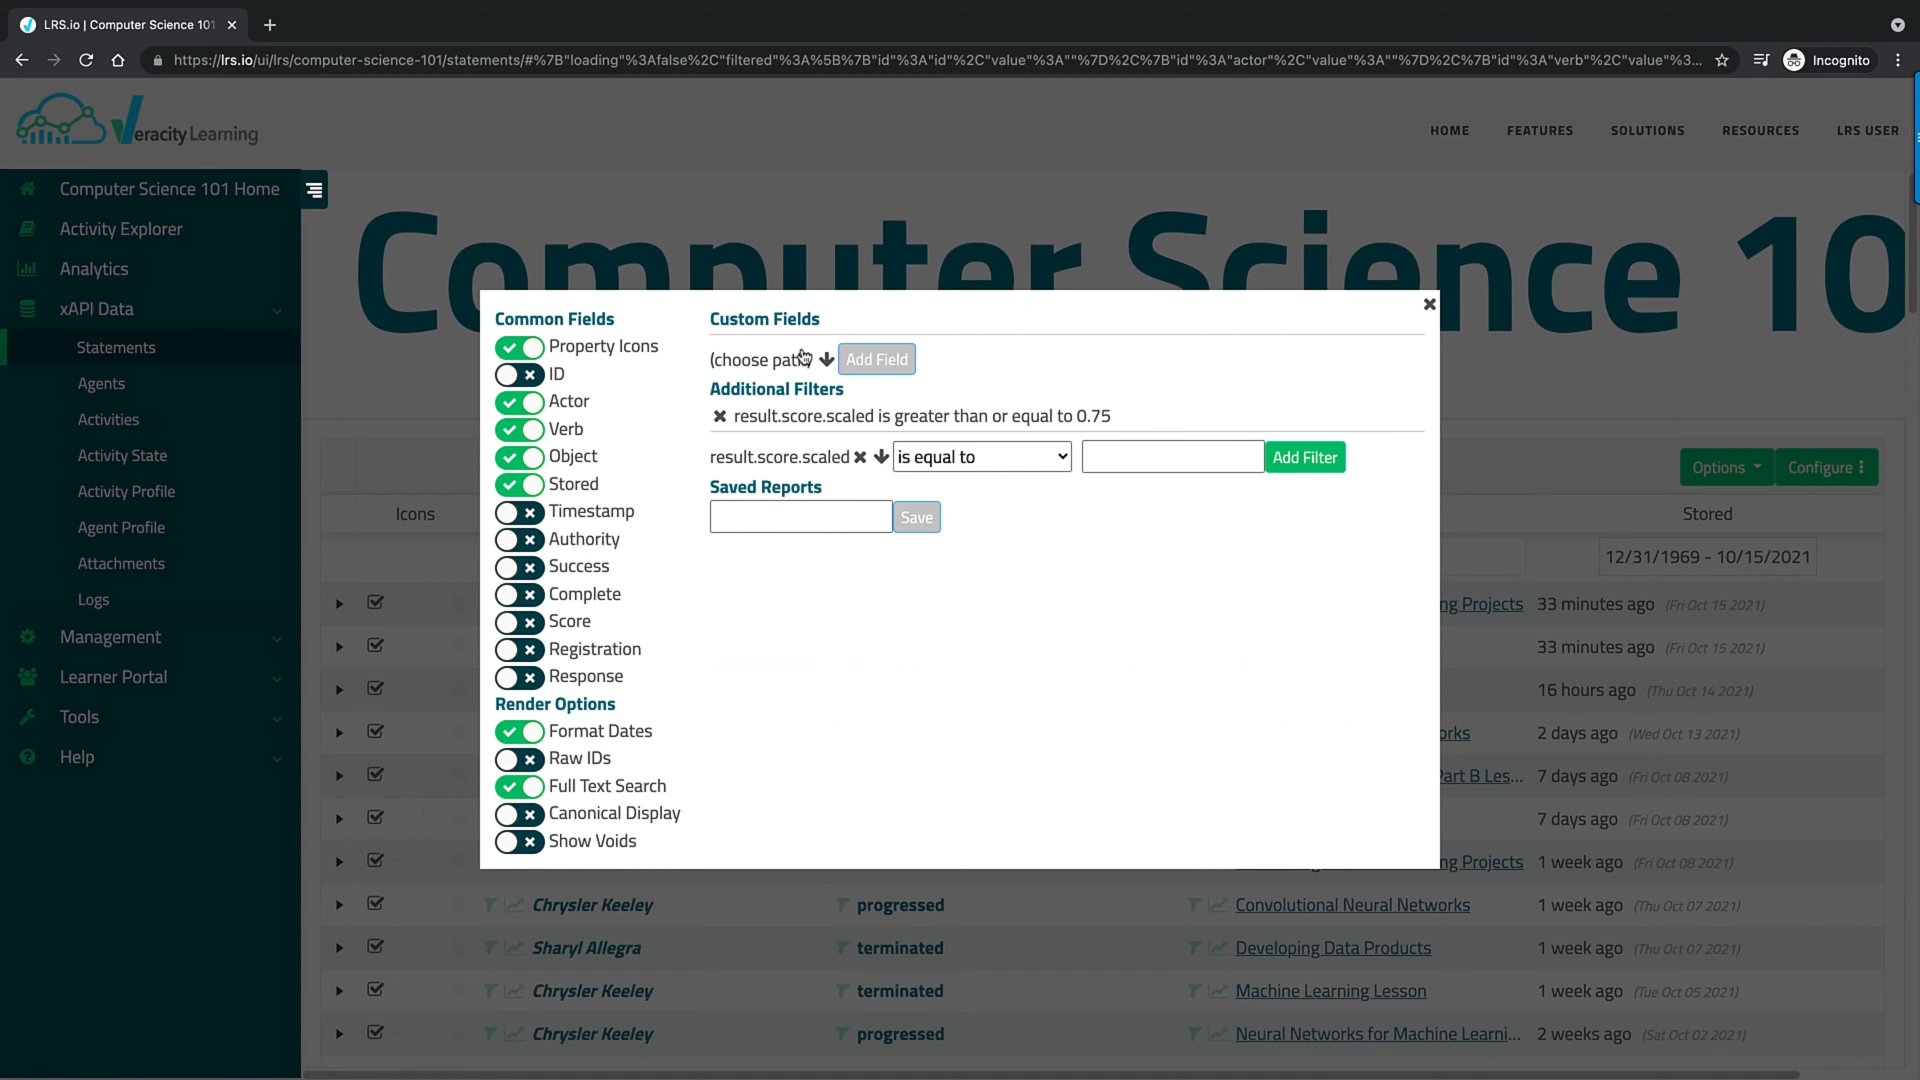 LRS.io | Computer Science 101
https://lrs.io/ui/lrs/computer-science-101/statements/#%7B"loading"%3Afalse%2C"filtered"%3A%5B%7B"id"%3A"id"%2C"value"%3A""%7D%2C%7B"id"%3A"actor"%2C"value"%3A""%7D%2C%7B"id"%3A"verb"%2C"value"%3...
Incognito
Veracity Learning
HOME FEATURES SOLUTIONS RESOURCES LRS USER
Computer Science 101 Home
Activity Explorer
Analytics
xAPI Data
Statements
Agents
Activities
Activity State
Activity Profile
Agent Profile
Attachments
Logs
Management
Learner Portal
Tools
Help
Computer Science 10
Common Fields
Property Icons
ID
Actor
Verb
Object
Stored
Timestamp
Authority
Success
Complete
Score
Registration
Response
Render Options
Format Dates
Raw IDs
Full Text Search
Canonical Display
Show Voids
Custom Fields
(choose path) Add Field
Additional Filters
result.score.scaled is greater than or equal to 0.75
result.score.scaled is equal to Add Filter
Saved Reports
Save
Options Configure
Icons Stored
12/31/1969 - 10/15/2021
ng Projects 33 minutes ago (Fri Oct 15 2021)
33 minutes ago (Fri Oct 15 2021)
16 hours ago (Thu Oct 14 2021)
orks 2 days ago (Wed Oct 13 2021)
Part B Les... 7 days ago (Fri Oct 08 2021)
7 days ago (Fri Oct 08 2021)
ng Projects 1 week ago (Fri Oct 08 2021)
Chrysler Keeley progressed Convolutional Neural Networks 1 week ago (Thu Oct 07 2021)
Sharyl Allegra terminated Developing Data Products 1 week ago (Thu Oct 07 2021)
Chrysler Keeley terminated Machine Learning Lesson 1 week ago (Tue Oct 05 2021)
Chrysler Keeley progressed Neural Networks for Machine Learni... 2 weeks ago (Sat Oct 02 2021)